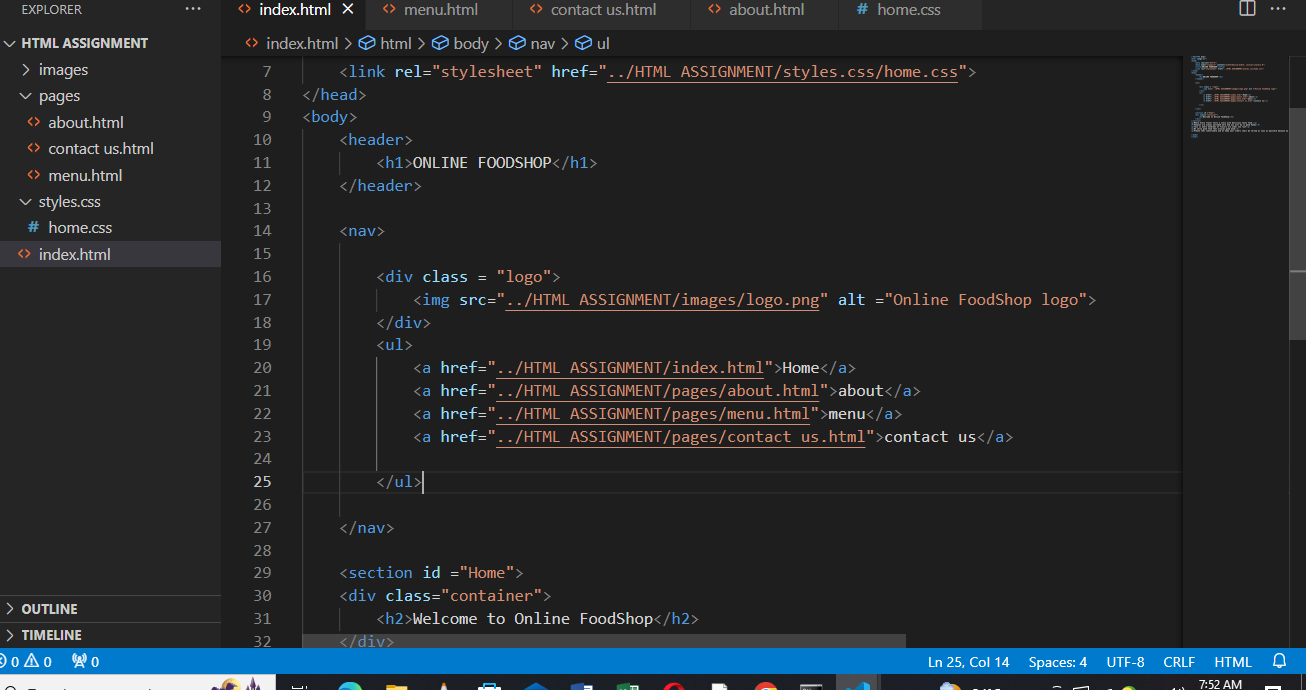 EXPLORER
index.html
menu.html
contact us.html
about.html
# home.css
HTML ASSIGNMENT
images
pages
about.html
contact us.html
menu.html
styles.css
# home.css
index.html
OUTLINE
TIMELINE
index.html > html > body > nav > ul
7 <link rel="stylesheet" href="../HTML ASSIGNMENT/styles.css/home.css">
8 </head>
9 <body>
10 <header>
11 <h1>ONLINE FOODSHOP</h1>
12 </header>
13
14 <nav>
15
16 <div class = "logo">
17 <img src="../HTML ASSIGNMENT/images/logo.png" alt ="Online FoodShop logo">
18 </div>
19 <ul>
20 <a href="../HTML ASSIGNMENT/index.html">Home</a>
21 <a href="../HTML ASSIGNMENT/pages/about.html">about</a>
22 <a href="../HTML ASSIGNMENT/pages/menu.html">menu</a>
23 <a href="../HTML ASSIGNMENT/pages/contact us.html">contact us</a>
24
25 </ul>
26
27 </nav>
28
29 <section id ="Home">
30 <div class="container">
31 <h2>Welcome to Online FoodShop</h2>
32 </div>
0 0 0
Ln 25, Col 14
Spaces: 4
UTF-8
CRLF
HTML
7:52 AM